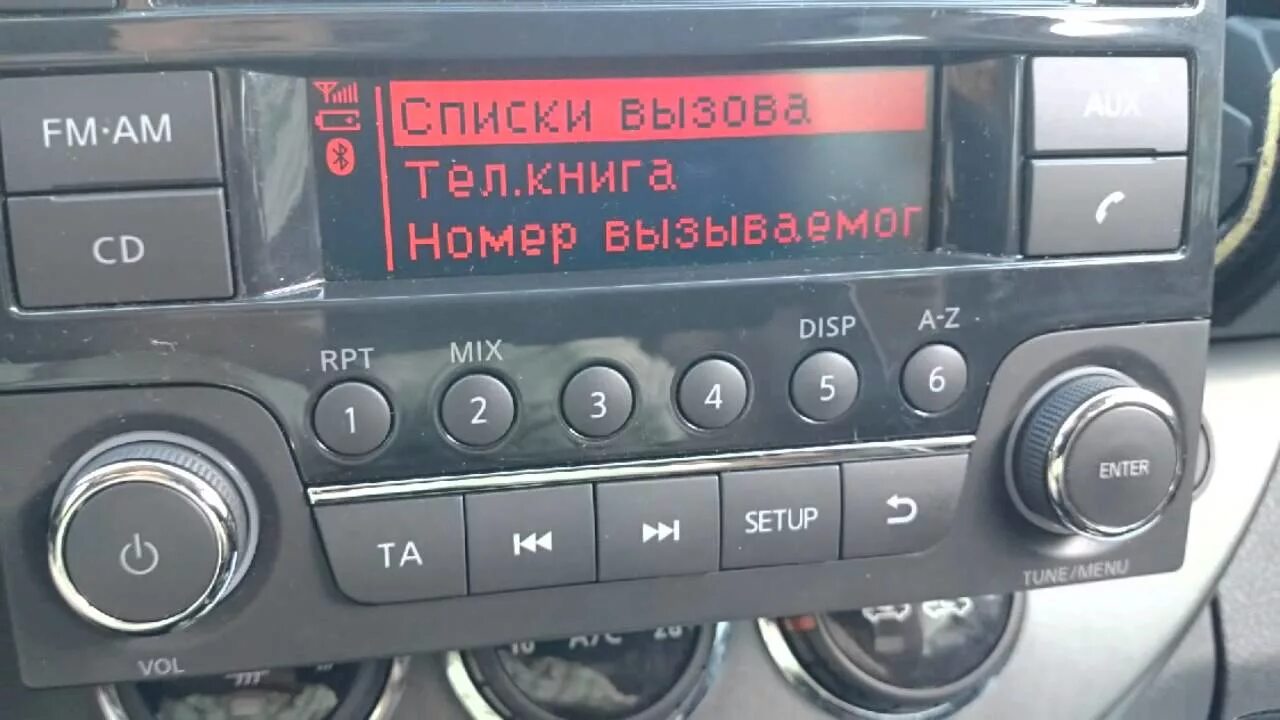 FM·AM
CD
Списки вызова
Тел.книга
Номер вызываемог
AUX
RPT
MIX
DISP
A-Z
1
2
3
4
5
6
TA
SETUP
ENTER
VOL
TUNE/MENU
A/C